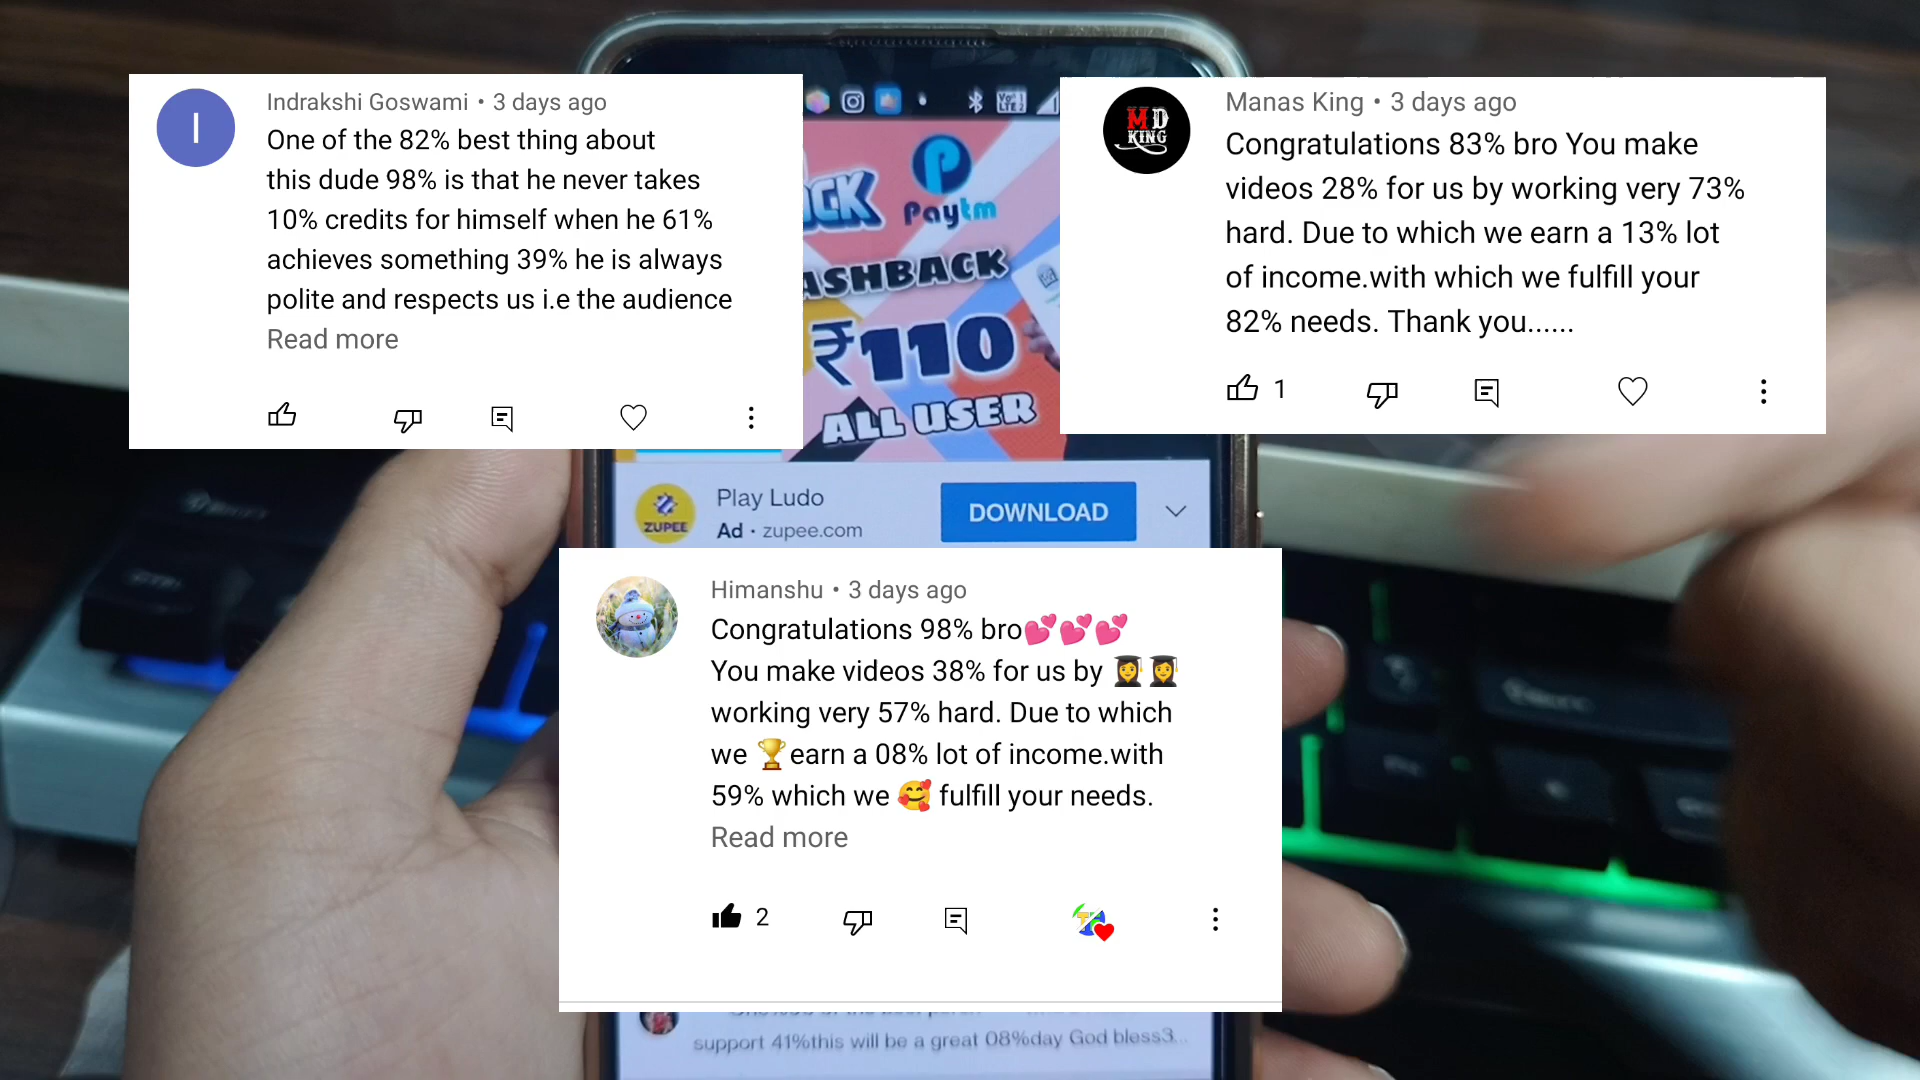 I
Indrakshi Goswami • 3 days ago
One of the 82% best thing about
this dude 98% is that he never takes
10% credits for himself when he 61%
achieves something 39% he is always
polite and respects us i.e the audience
Read more
MD
KING
Manas King • 3 days ago
Congratulations 83% bro You make
videos 28% for us by working very 73%
hard. Due to which we earn a 13% lot
of income.with which we fulfill your
82% needs. Thank you......
1
Paytm
₹110
ALL USER
ZUPEE
Play Ludo
Ad · zupee.com
DOWNLOAD
Himanshu • 3 days ago
Congratulations 98% bro💕💕💕
You make videos 38% for us by 👩‍🎓👩‍🎓
working very 57% hard. Due to which
we 🏆earn a 08% lot of income.with
59% which we 🥰 fulfill your needs.
Read more
2
support 41%this will be a great 08%day God bless3...